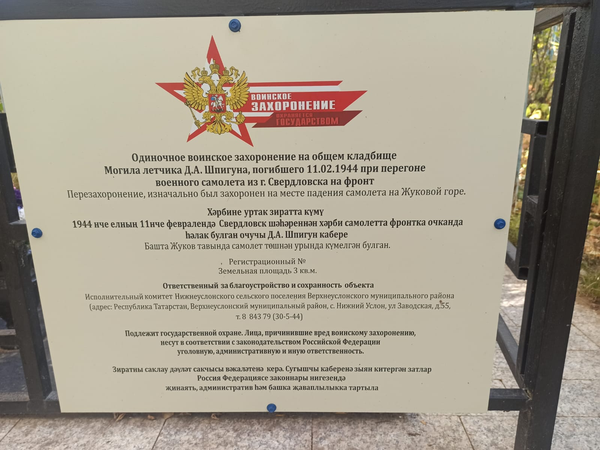 ВОИНСКОЕ
ЗАХОРОНЕНИЕ
ОХРАНЯЕТСЯ
ГОСУДАРСТВОМ
Одиночное воинское захоронение на общем кладбище
Могила летчика Д.А. Шпигуна, погибшего 11.02.1944 при перегоне
военного самолета из г. Свердловска на фронт
Перезахоронение, изначально был захоронен на месте падения самолета на Жуковой горе.
Хәрбине уртак зиратта күмү
1944 нче елның 11нче февралендә Свердловск шәһәреннән хәрби самолетта фронтка очканда
һәлак булган очучы Д.А. Шпигун кабере
Башта Жуков тавында самолет төшкән урында күмелгән булган.
. Регистрационный №
Земельная площадь 3 кв.м.
Ответственный за благоустройство и сохранность объекта
Исполнительный комитет Нижнеуслонского сельского поселения Верхнеуслонского муниципального района
(адрес: Республика Татарстан, Верхнеуслонский муниципальный район, с. Нижний Услон, ул Заводская, д.55,
т. 8 843 79 (30-5-44)
Подлежит государственной охране. Лица, причинившие вред воинскому захоронению,
несут в соответствии с законодательством Российской Федерации
уголовную, административную и иную ответственность.
Зиратны саклау дәүләт сакчысы вәкаләтенә керә. Сугышчы каберенә зыян китергән затлар
Россия Федерациясе законнары нигезендә
җинаять, административ һәм башка җаваплылыкка тартыла